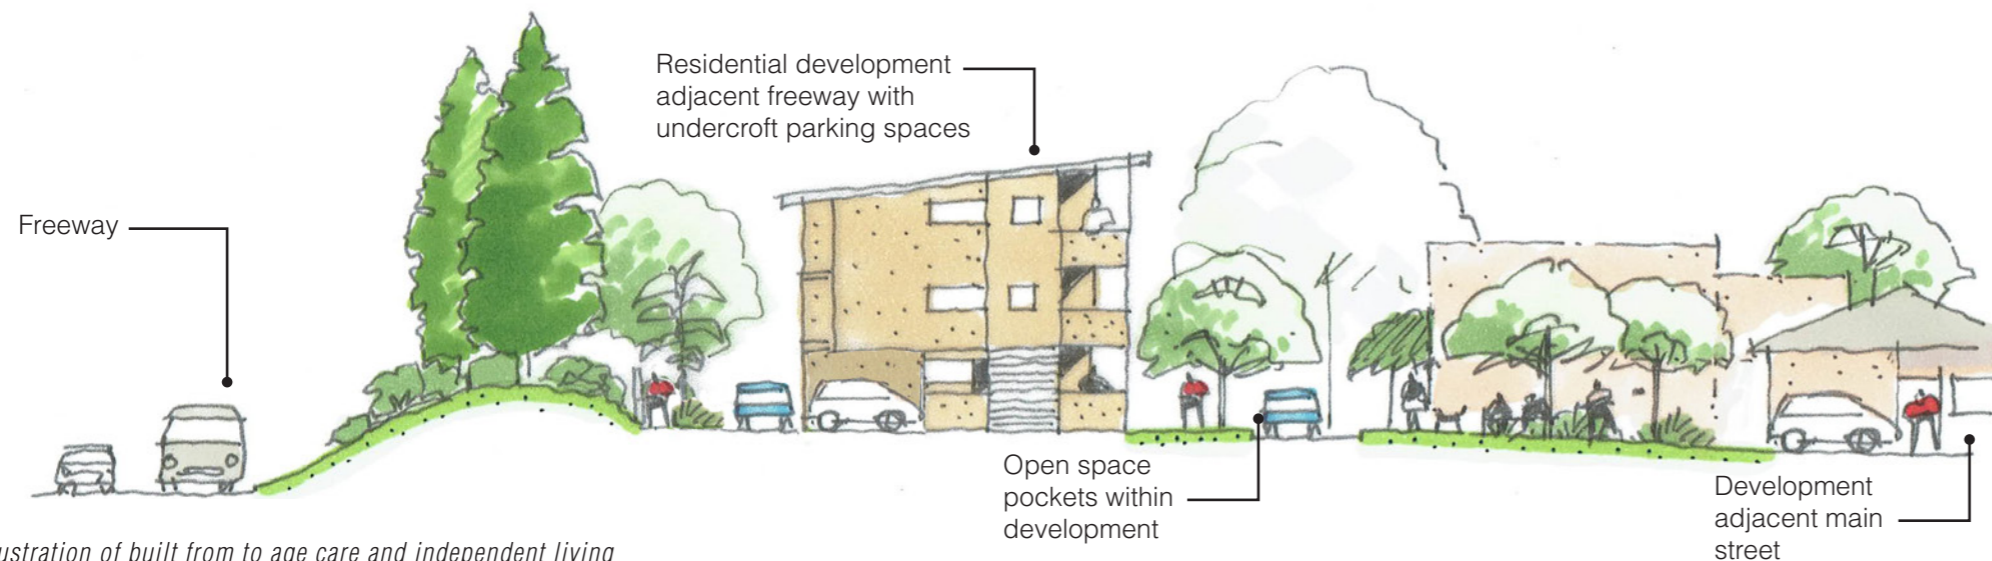 Residential development
adjacent freeway with
undercroft parking spaces
Freeway
Open space
pockets within
development
Development
adjacent main
street
of built from to age care and independent living